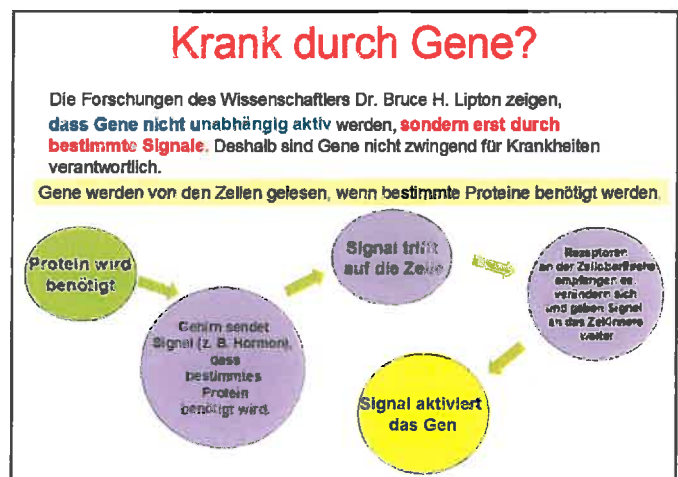 Krank durch Gene?
Die Forschungen des Wissenschaftlers Dr. Bruce H. Lipton zeigen,
dass Gene nicht unabhängig aktiv werden, sondern erst durch
bestimmte Signale. Deshalb sind Gene nicht zwingend für Krankheiten
verantwortlich.
Gene werden von den Zellen gelesen, wenn bestimmte Proteine benötigt werden.
Protein wird
benötigt
Gehirn sendet
Signal (z. B. Hormon),
dass
bestimmtes
Protein
benötigt wird.
Signal trifft
auf die Zelle
Rezeptoren
an der Zelloberfläche
empfangen es,
verändern sich
und geben Signal
an das Zellinnere
weiter
Signal aktiviert
das Gen